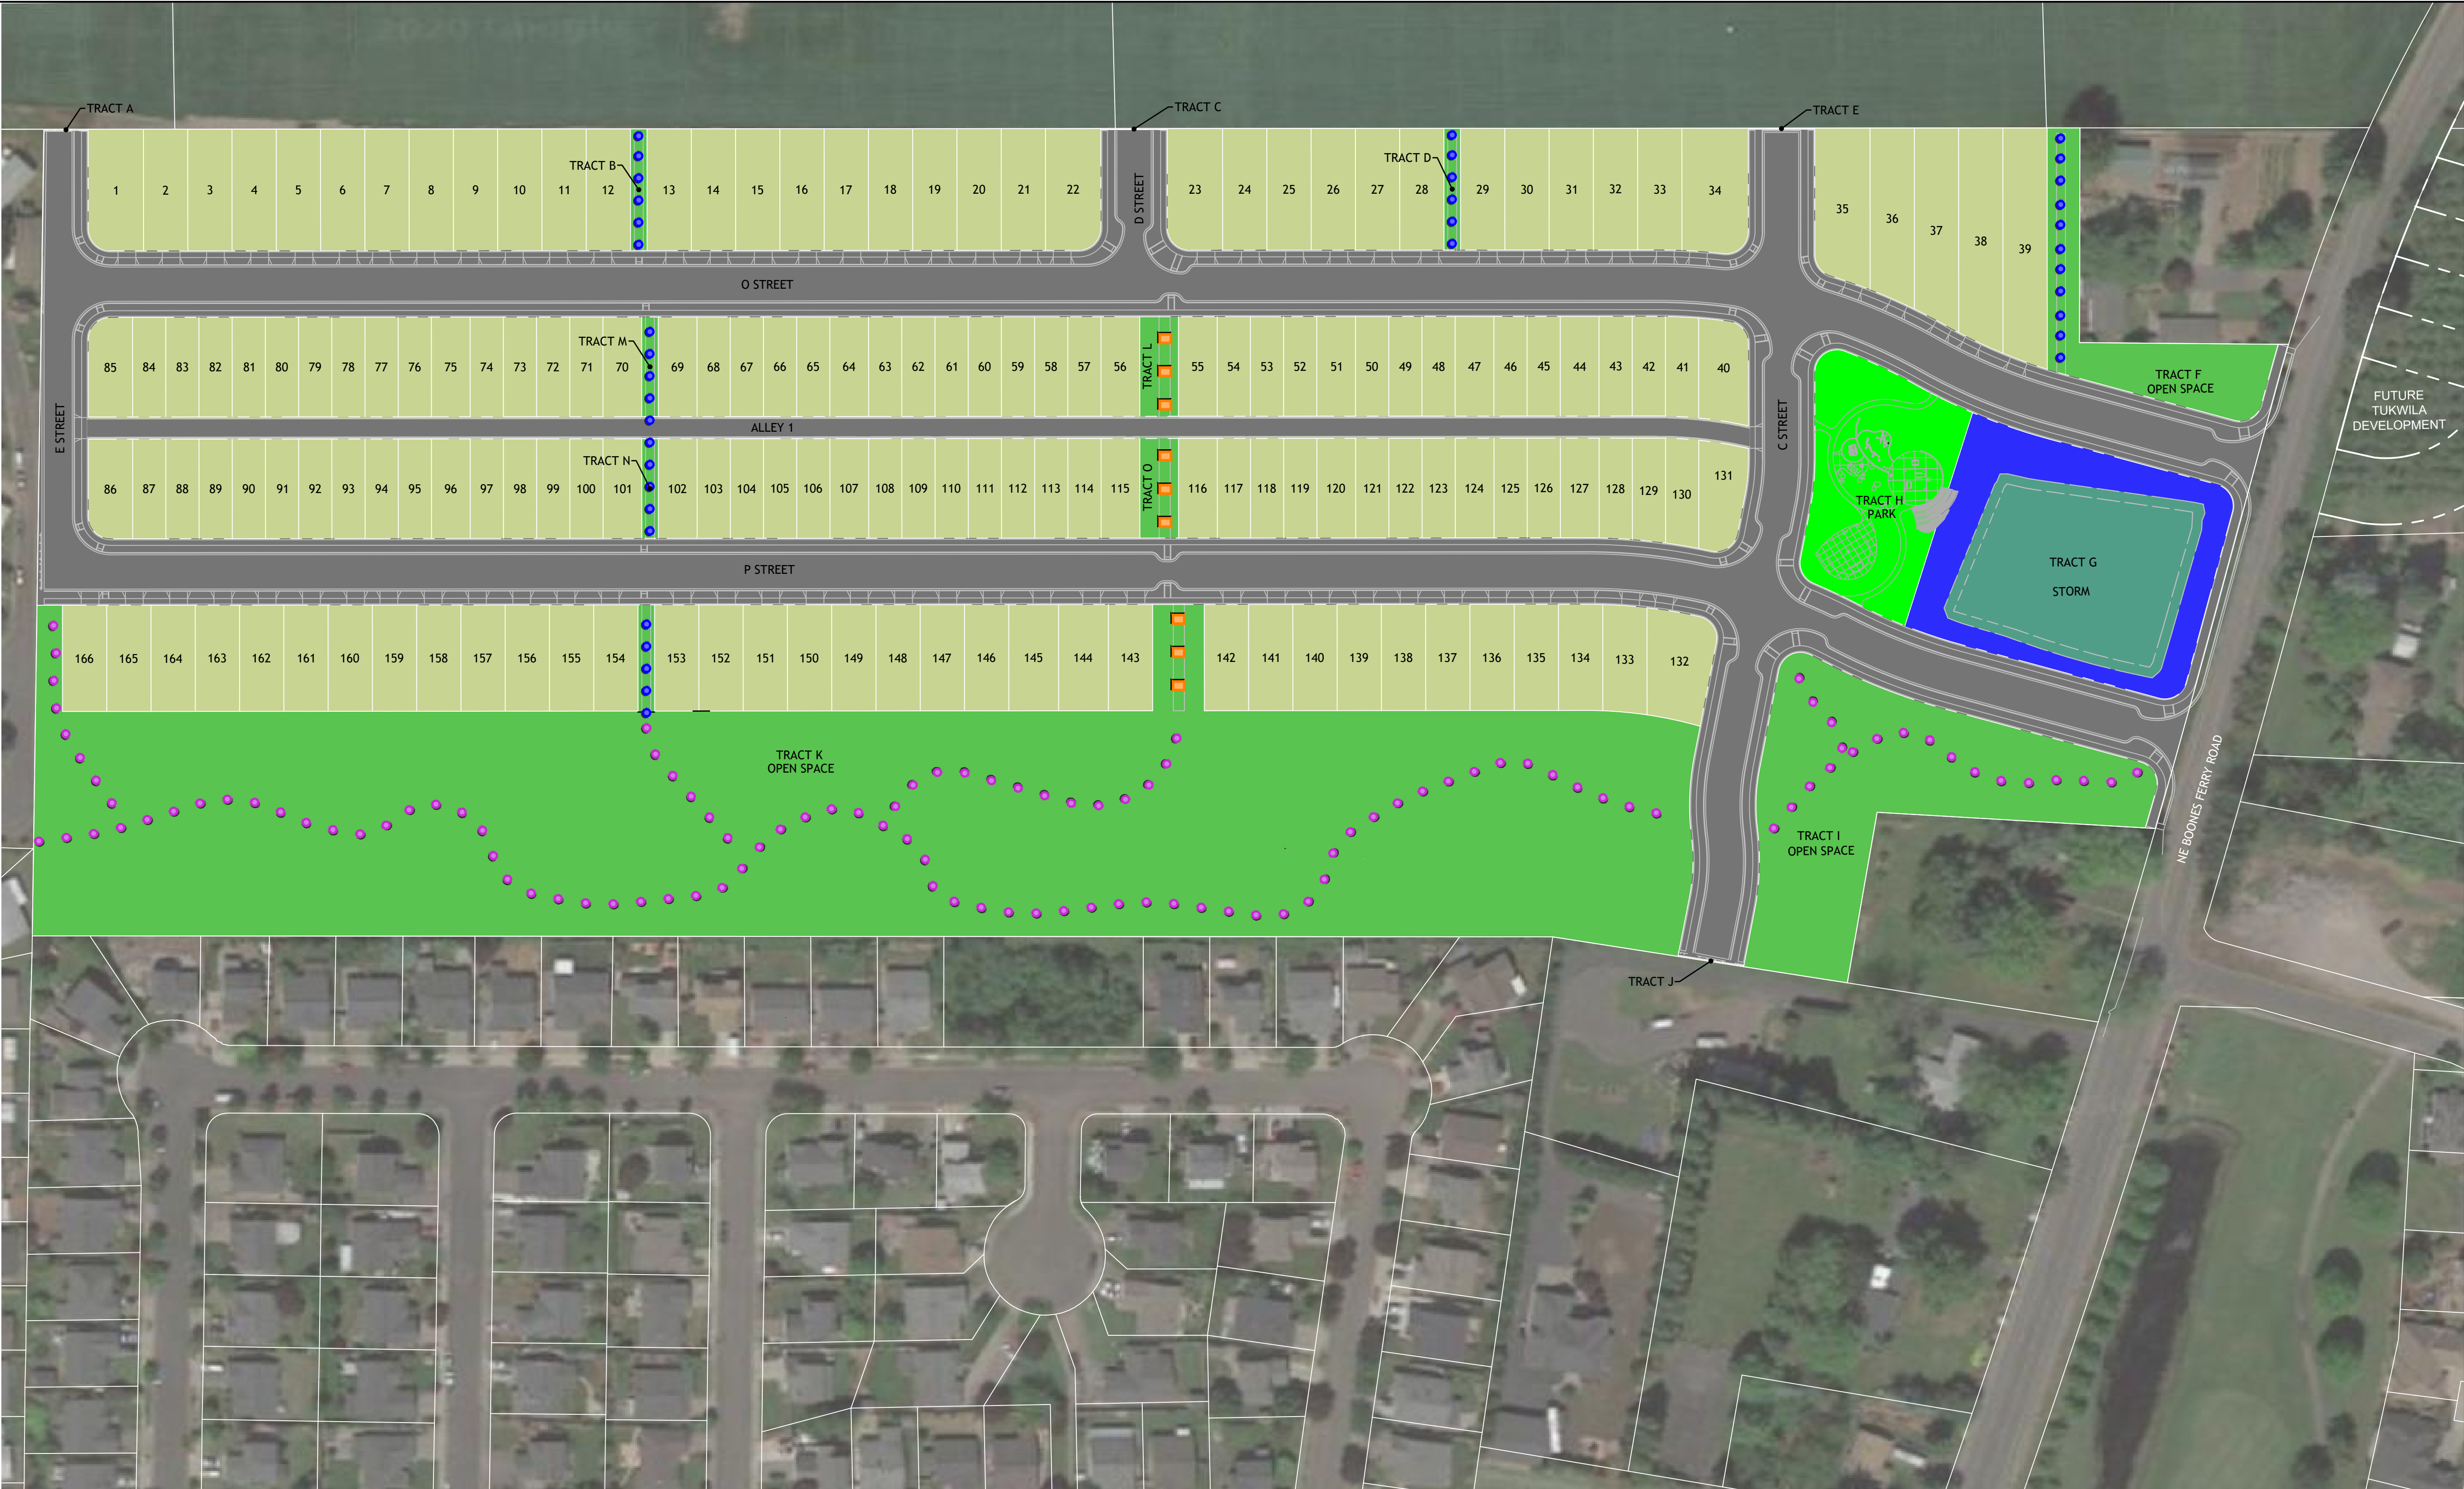 TRACT A
TRACT C
TRACT E
TRACT B
TRACT D
D STREET
1 2 3 4 5 6 7 8 9 10 11 12 13 14 15 16 17 18 19 20 21 22 23 24 25 26 27 28 29 30 31 32 33 34 35 36 37 38 39
O STREET
TRACT M
TRACT L
85 84 83 82 81 80 79 78 77 76 75 74 73 72 71 70 69 68 67 66 65 64 63 62 61 60 59 58 57 56 55 54 53 52 51 50 49 48 47 46 45 44 43 42 41 40
TRACT F
OPEN SPACE
FUTURE
TUKWILA
DEVELOPMENT
E STREET
ALLEY 1
C STREET
TRACT N
TRACT O
86 87 88 89 90 91 92 93 94 95 96 97 98 99 100 101 102 103 104 105 106 107 108 109 110 111 112 113 114 115 116 117 118 119 120 121 122 123 124 125 126 127 128 129 130 131
TRACT H
PARK
P STREET
TRACT G
STORM
166 165 164 163 162 161 160 159 158 157 156 155 154 153 152 151 150 149 148 147 146 145 144 143 142 141 140 139 138 137 136 135 134 133 132
TRACT K
OPEN SPACE
NE BOONES FERRY ROAD
TRACT I
OPEN SPACE
TRACT J